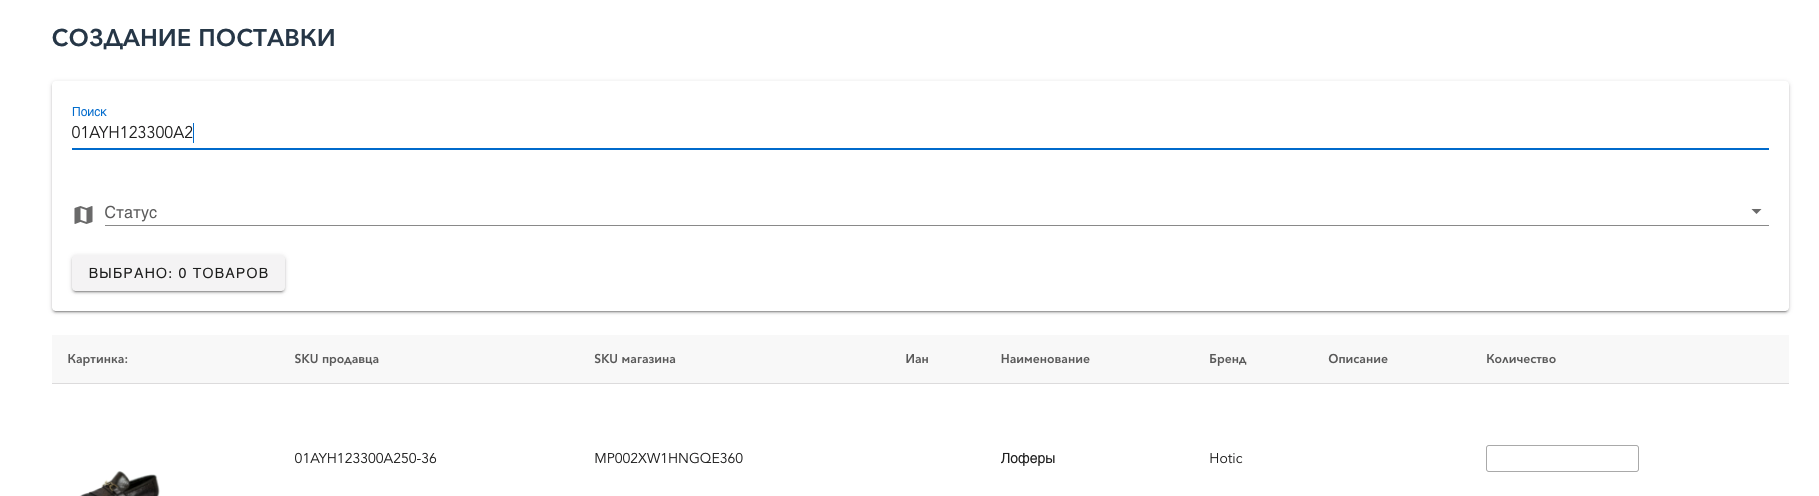 СОЗДАНИЕ ПОСТАВКИ
Поиск
01AYH123300A2
Статус
ВЫБРАНО: 0 ТОВАРОВ
Картинка: SKU продавца SKU магазина Иан Наименование Бренд Описание Количество
01AYH123300A250-36 MP002XW1HNGQE360 Лоферы Hotic